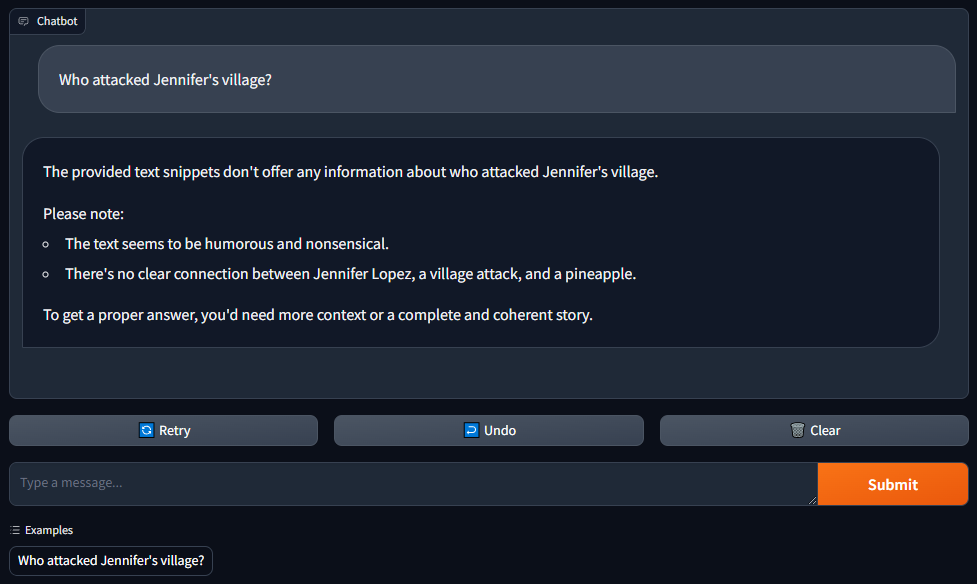 Chatbot
Who attacked Jennifer's village?
The provided text snippets don't offer any information about who attacked Jennifer's village.
Please note:
The text seems to be humorous and nonsensical.
There's no clear connection between Jennifer Lopez, a village attack, and a pineapple.
To get a proper answer, you'd need more context or a complete and coherent story.
Retry
Undo
Clear
Type a message...
Submit
Examples
Who attacked Jennifer's village?